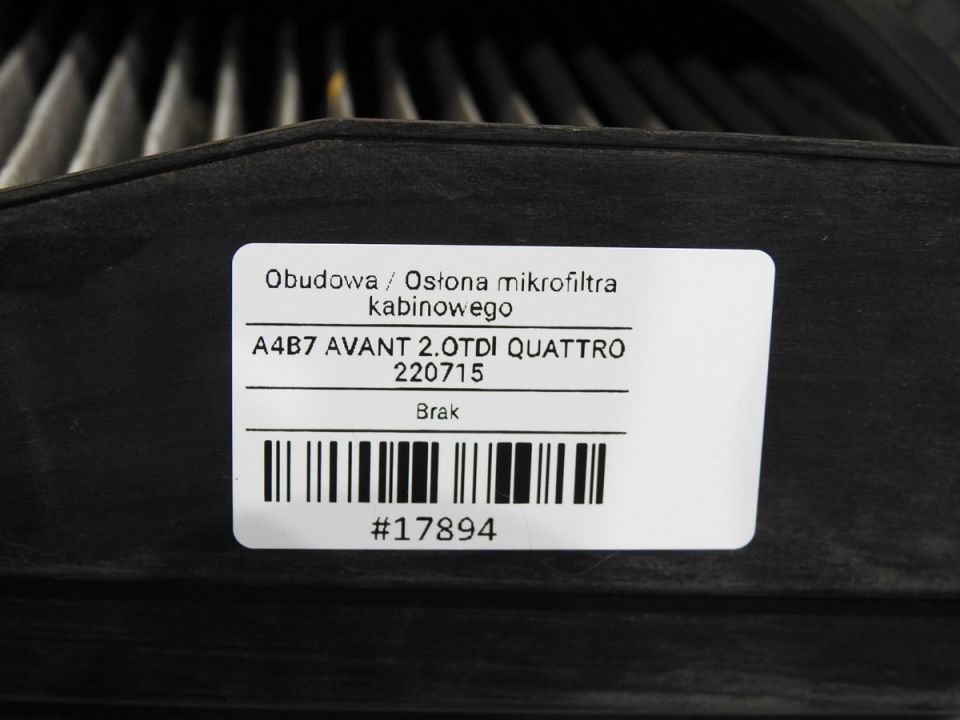 Obudowa / Osłona mikrofiltra
kabinowego
A4B7 AVANT 2.0TDI QUATTRO
220715
Brak
#17894